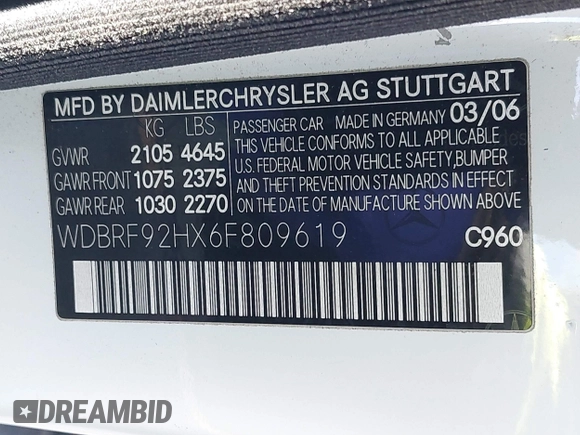 MFD BY DAIMLERCHRYSLER AG STUTTGART
KG LBS
GVWR 2105 4645
GAWR FRONT 1075 2375
GAWR REAR 1030 2270
PASSENGER CAR MADE IN GERMANY 03/06
THIS VEHICLE CONFORMS TO ALL APPLICABLE
U.S. FEDERAL MOTOR VEHICLE SAFETY, BUMPER
AND THEFT PREVENTION STANDARDS IN EFFECT
ON THE DATE OF MANUFACTURE SHOWN ABOVE.
WDBRF92HX6F809619 C960
DREAMBID